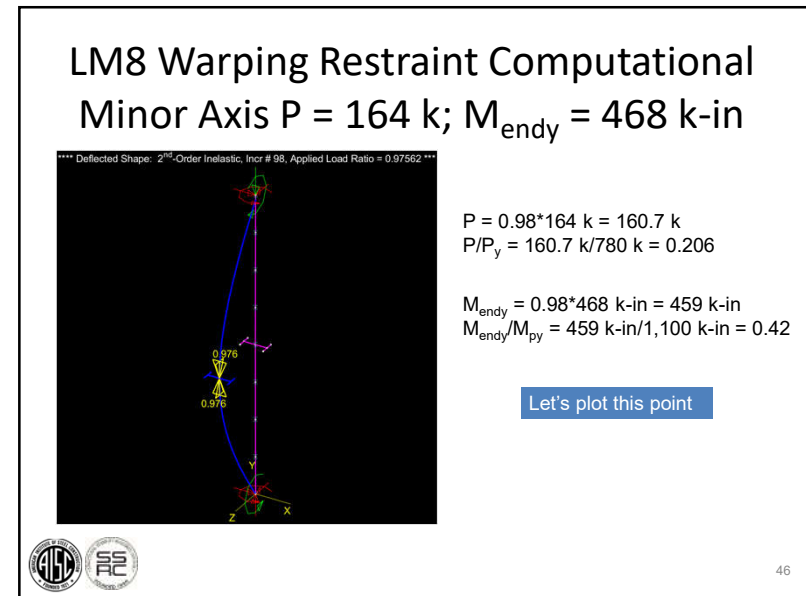 LM8 Warping Restraint Computational
Minor Axis P = 164 k; Mendy = 468 k-in
**** Deflected Shape: 2nd-Order Inelastic, Incr # 98, Applied Load Ratio = 0.97562 ***
P = 0.98*164 k = 160.7 k
P/Py = 160.7 k/780 k = 0.206
Mendy = 0.98*468 k-in = 459 k-in
Mendy/Mpy = 459 k-in/1,100 k-in = 0.42
0.976
0.976
Let's plot this point
Y
Z
X
AISC
SS
RC
46